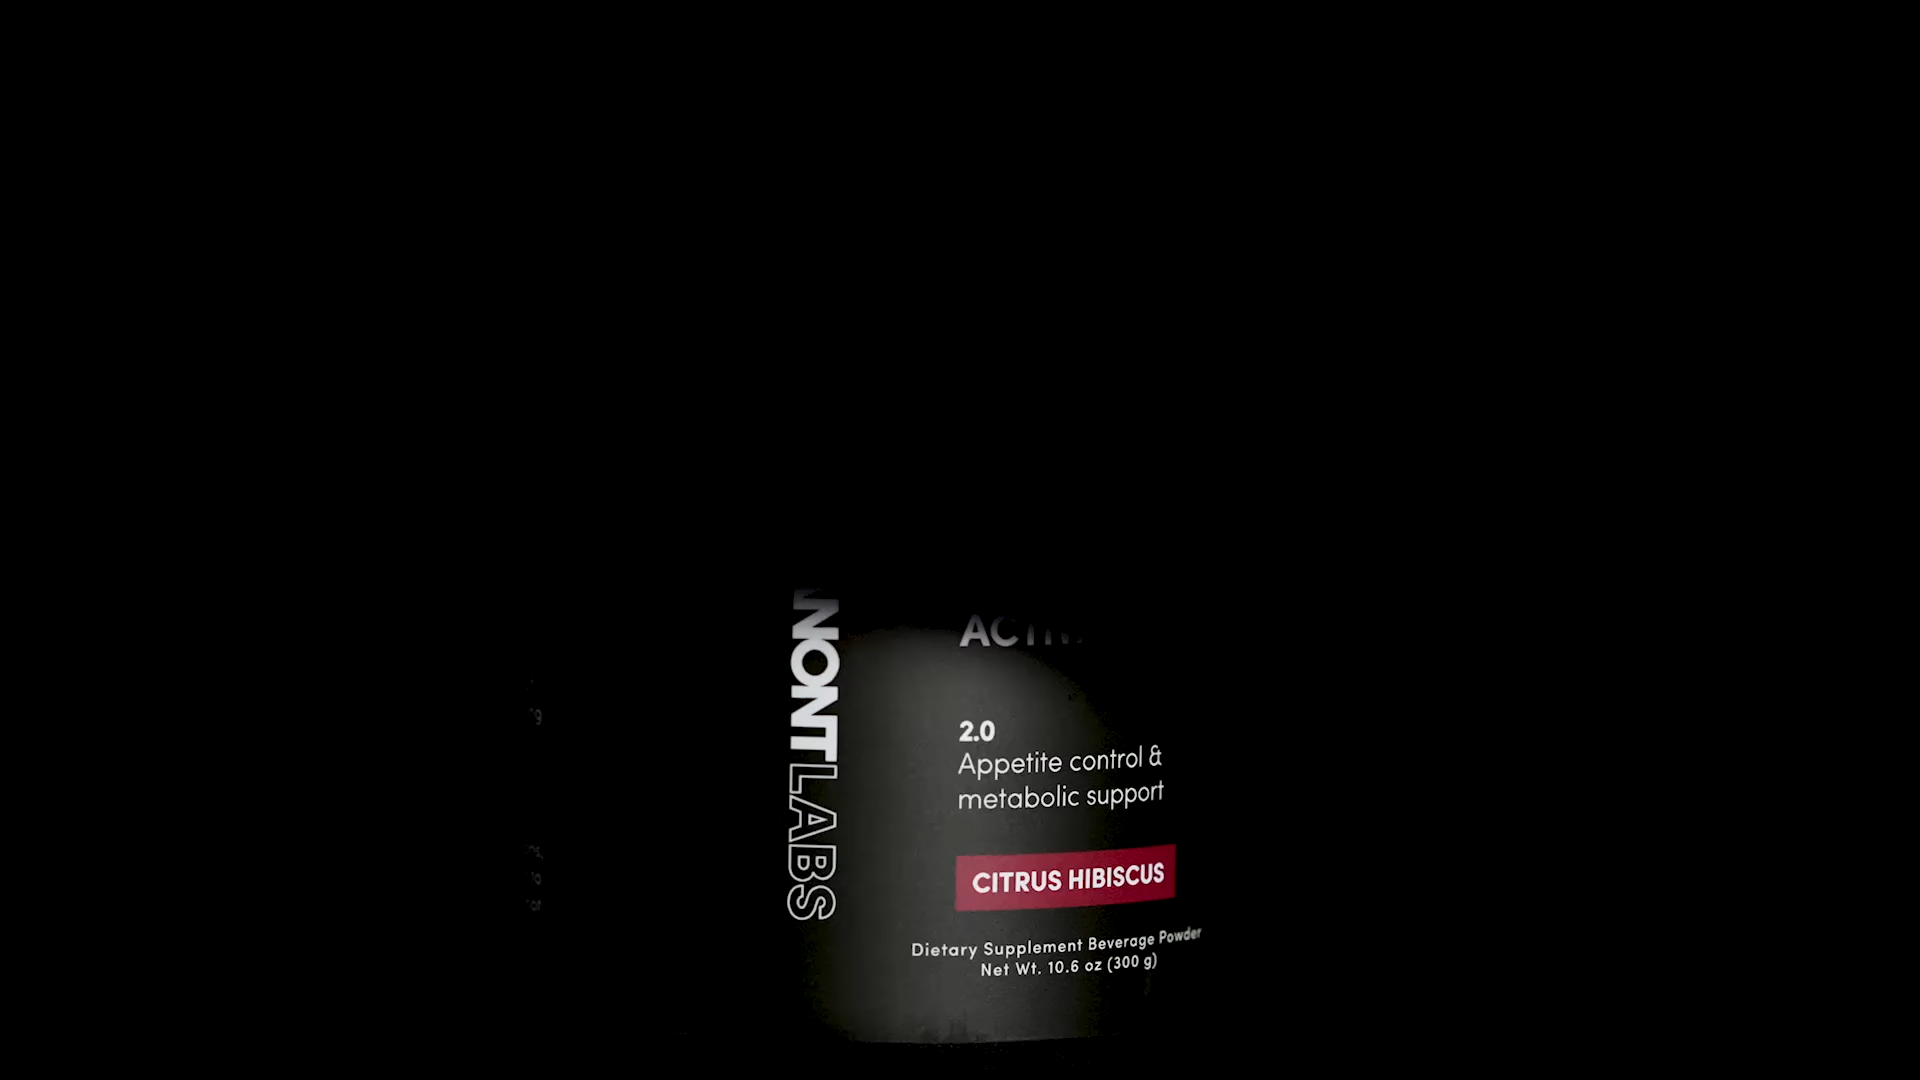 NONTLABS
2.0
Appetite control &
metabolic support
CITRUS HIBISCUS
Dietary Supplement Beverage Powder
Net Wt. 10.6 oz (300 g)